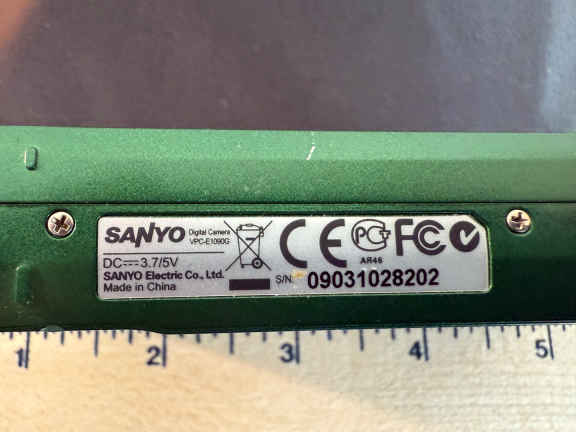 SANYO Digital Camera
VPC-E1090G
DC⎓3.7/5V
SANYO Electric Co., Ltd.
Made in China
CE PCT FCC
AR46
S/N. 09031028202
1 2 3 4 5